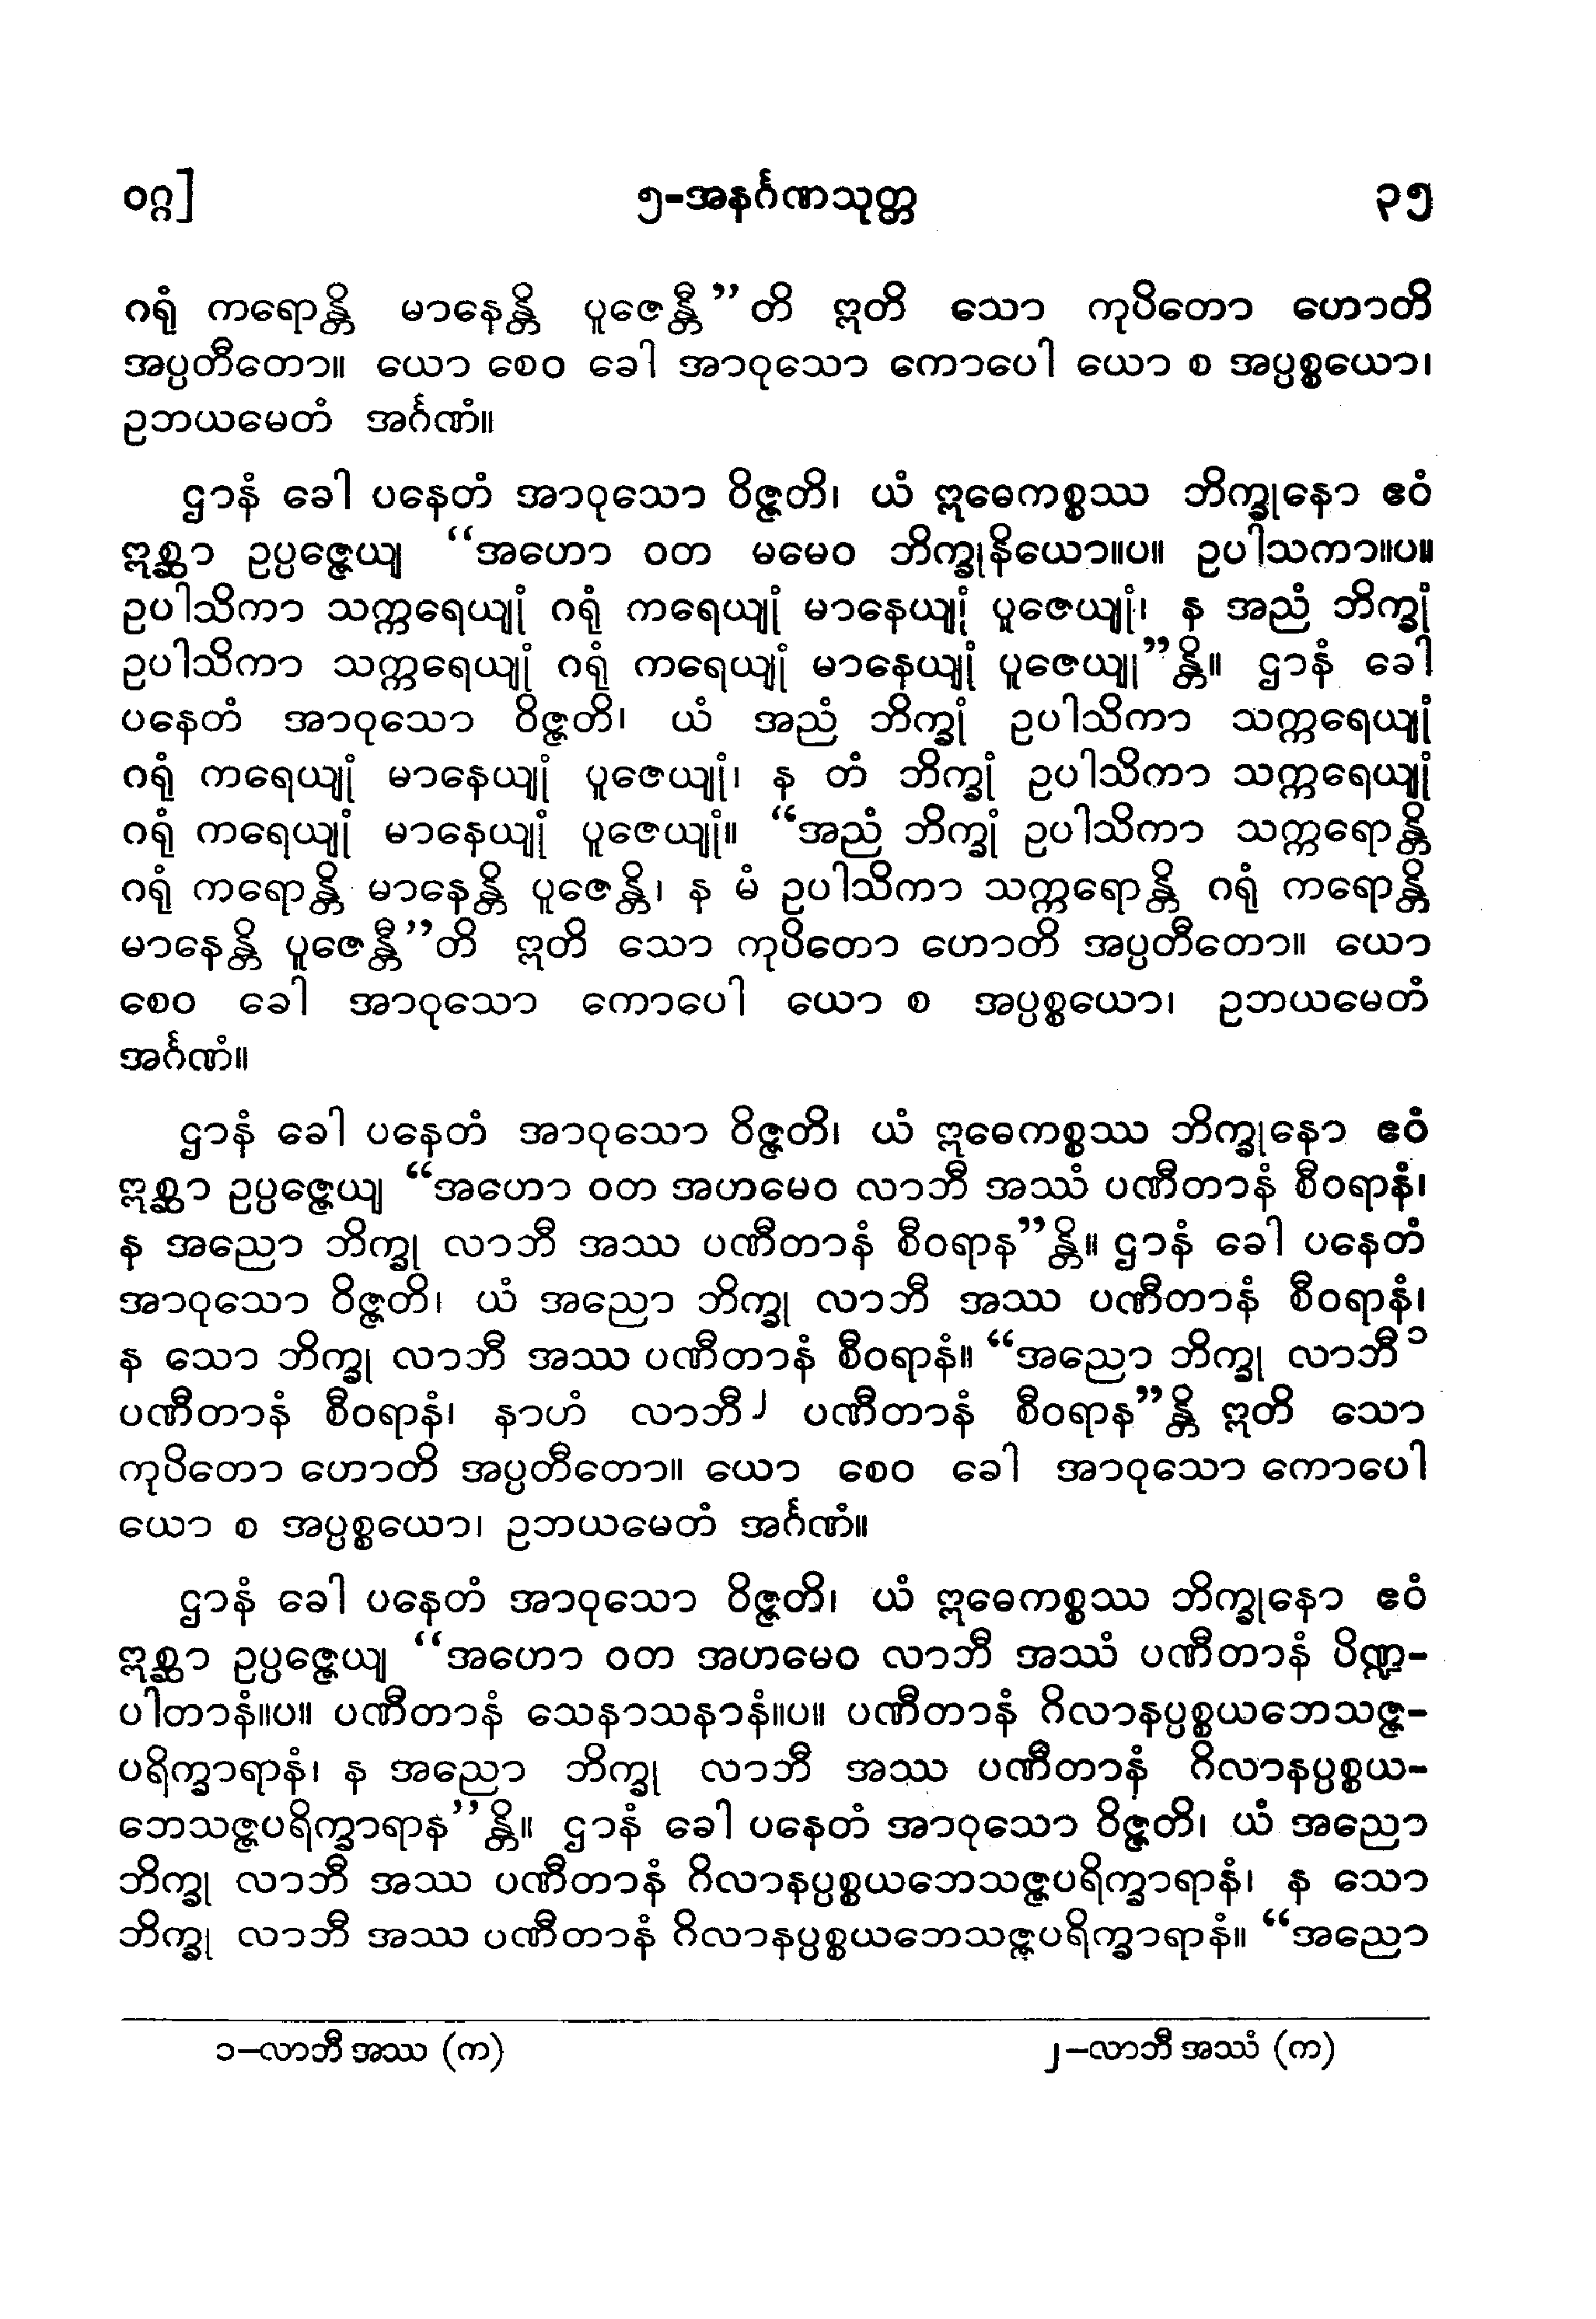 ဝဂ္ဂ]
၅-အနင်္ဂဏသုတ္တ
၃၅
ဂရုံ ကရောန္တိ မာနေန္တိ ပူဇေန္တီ”တိ ဣတိ သော ကုပိတော ဟောတိ
အပ္ပတီတော။ ယော စေဝ ခေါ အာဝုသော ကောပေါ ယော စ အပ္ပစ္စယော၊
ဥဘယမေတံ အင်္ဂဏံ။
ဌာနံ ခေါ ပနေတံ အာဝုသော ဝိဇ္ဇတိ၊ ယံ ဣဓေကစ္စဿ ဘိက္ခုနော ဧဝံ
ဣစ္ဆာ ဥပ္ပဇ္ဇေယျ “အဟော ဝတ မမေဝ ဘိက္ခုနိယော။ပ။ ဥပါသကာ။ပ။
ဥပါသိကာ သက္ကရေယျုံ ဂရုံ ကရေယျုံ မာနေယျုံ ပူဇေယျုံ၊ န အညံ ဘိက္ခုံ
ဥပါသိကာ သက္ကရေယျုံ ဂရုံ ကရေယျုံ မာနေယျုံ ပူဇေယျု”န္တိ။ ဌာနံ ခေါ
ပနေတံ အာဝုသော ဝိဇ္ဇတိ၊ ယံ အညံ ဘိက္ခုံ ဥပါသိကာ သက္ကရေယျုံ
ဂရုံ ကရေယျုံ မာနေယျုံ ပူဇေယျုံ၊ န တံ ဘိက္ခုံ ဥပါသိကာ သက္ကရေယျုံ
ဂရုံ ကရေယျုံ မာနေယျုံ ပူဇေယျုံ။ “အညံ ဘိက္ခုံ ဥပါသိကာ သက္ကရောန္တိ
ဂရုံ ကရောန္တိ မာနေန္တိ ပူဇေန္တိ၊ န မံ ဥပါသိကာ သက္ကရောန္တိ ဂရုံ ကရောန္တိ
မာနေန္တိ ပူဇေန္တီ”တိ ဣတိ သော ကုပိတော ဟောတိ အပ္ပတီတော။ ယော
စေဝ ခေါ အာဝုသော ကောပေါ ယော စ အပ္ပစ္စယော၊ ဥဘယမေတံ
အင်္ဂဏံ။
ဌာနံ ခေါ ပနေတံ အာဝုသော ဝိဇ္ဇတိ၊ ယံ ဣဓေကစ္စဿ ဘိက္ခုနော ဧဝံ
ဣစ္ဆာ ဥပ္ပဇ္ဇေယျ “အဟော ဝတ အဟမေဝ လာဘီ အဿံ ပဏီတာနံ စီဝရာနံ၊
န အညော ဘိက္ခု လာဘီ အဿ ပဏီတာနံ စီဝရာန”န္တိ။ ဌာနံ ခေါ ပနေတံ
အာဝုသော ဝိဇ္ဇတိ၊ ယံ အညော ဘိက္ခု လာဘီ အဿ ပဏီတာနံ စီဝရာနံ၊
န သော ဘိက္ခု လာဘီ အဿ ပဏီတာနံ စီဝရာနံ။ “အညော ဘိက္ခု လာဘီ၁
ပဏီတာနံ စီဝရာနံ၊ နာဟံ လာဘီ၂ ပဏီတာနံ စီဝရာန”န္တိ ဣတိ သော
ကုပိတော ဟောတိ အပ္ပတီတော။ ယော စေဝ ခေါ အာဝုသော ကောပေါ
ယော စ အပ္ပစ္စယော၊ ဥဘယမေတံ အင်္ဂဏံ။
ဌာနံ ခေါ ပနေတံ အာဝုသော ဝိဇ္ဇတိ၊ ယံ ဣဓေကစ္စဿ ဘိက္ခုနော ဧဝံ
ဣစ္ဆာ ဥပ္ပဇ္ဇေယျ “အဟော ဝတ အဟမေဝ လာဘီ အဿံ ပဏီတာနံ ပိဏ္ဍ-
ပါတာနံ။ပ။ ပဏီတာနံ သေနာသနာနံ။ပ။ ပဏီတာနံ ဂိလာနပ္ပစ္စယဘေသဇ္ဇ-
ပရိက္ခာရာနံ၊ န အညော ဘိက္ခု လာဘီ အဿ ပဏီတာနံ ဂိလာနပ္ပစ္စယ-
ဘေသဇ္ဇပရိက္ခာရာန”န္တိ။ ဌာနံ ခေါ ပနေတံ အာဝုသော ဝိဇ္ဇတိ၊ ယံ အညော
ဘိက္ခု လာဘီ အဿ ပဏီတာနံ ဂိလာနပ္ပစ္စယဘေသဇ္ဇပရိက္ခာရာနံ၊ န သော
ဘိက္ခု လာဘီ အဿ ပဏီတာနံ ဂိလာနပ္ပစ္စယဘေသဇ္ဇပရိက္ခာရာနံ။ “အညော
၁-လာဘီ အဿ (က)
၂-လာဘီ အဿံ (က)